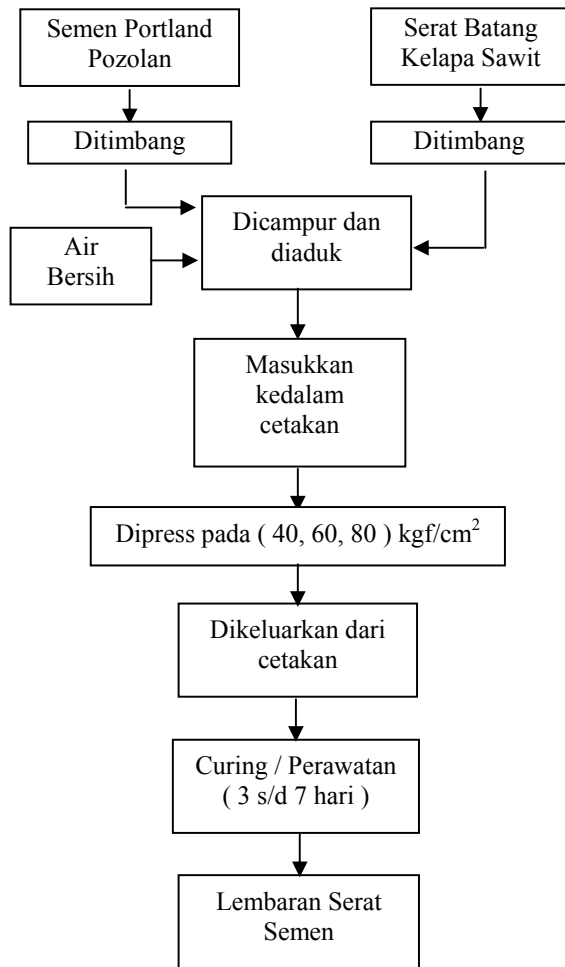 Semen Portland
Pozolan
Serat Batang
Kelapa Sawit
Ditimbang
Ditimbang
Dicampur dan
diaduk
Air
Bersih
Masukkan
kedalam
cetakan
Dipress pada ( 40, 60, 80 ) kgf/cm²
Dikeluarkan dari
cetakan
Curing / Perawatan
( 3 s/d 7 hari )
Lembaran Serat
Semen